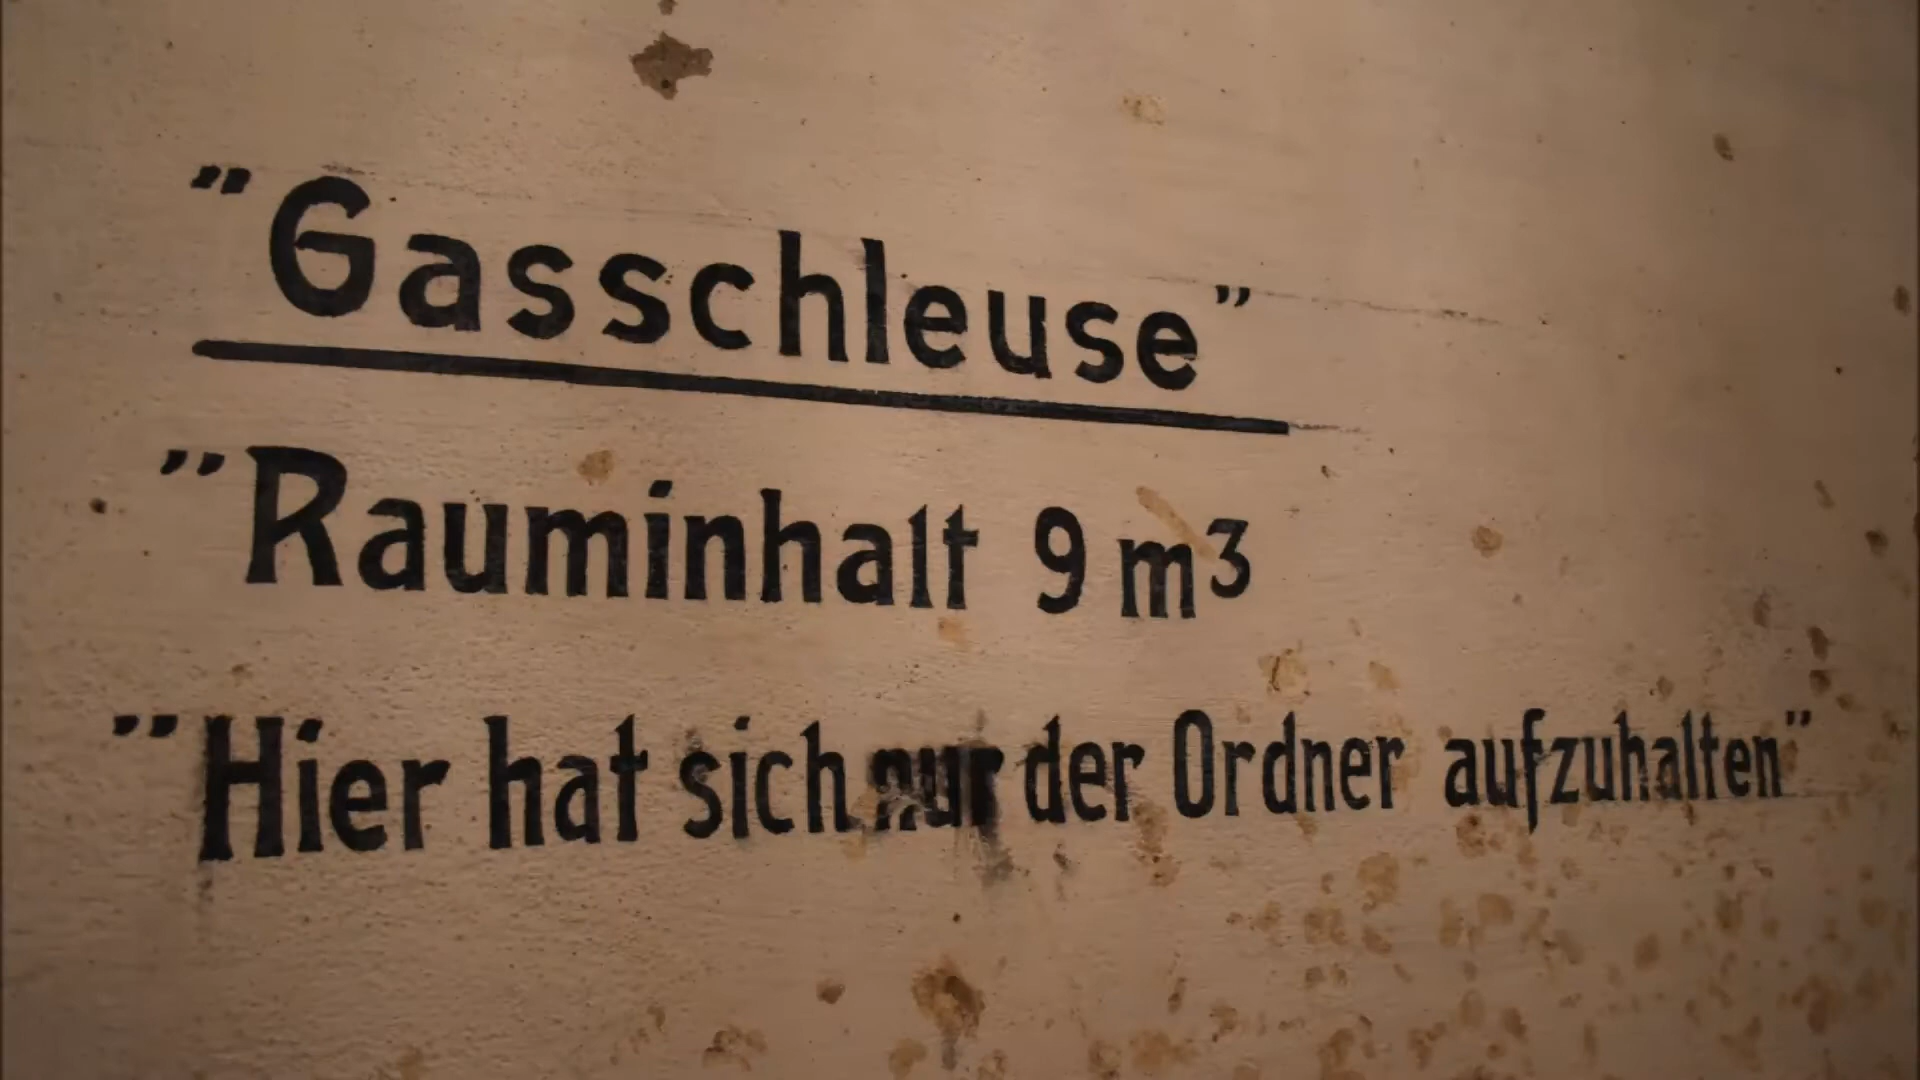 "Gasschleuse"
"Rauminhalt 9 m³
"Hier hat sich nur der Ordner aufzuhalten"